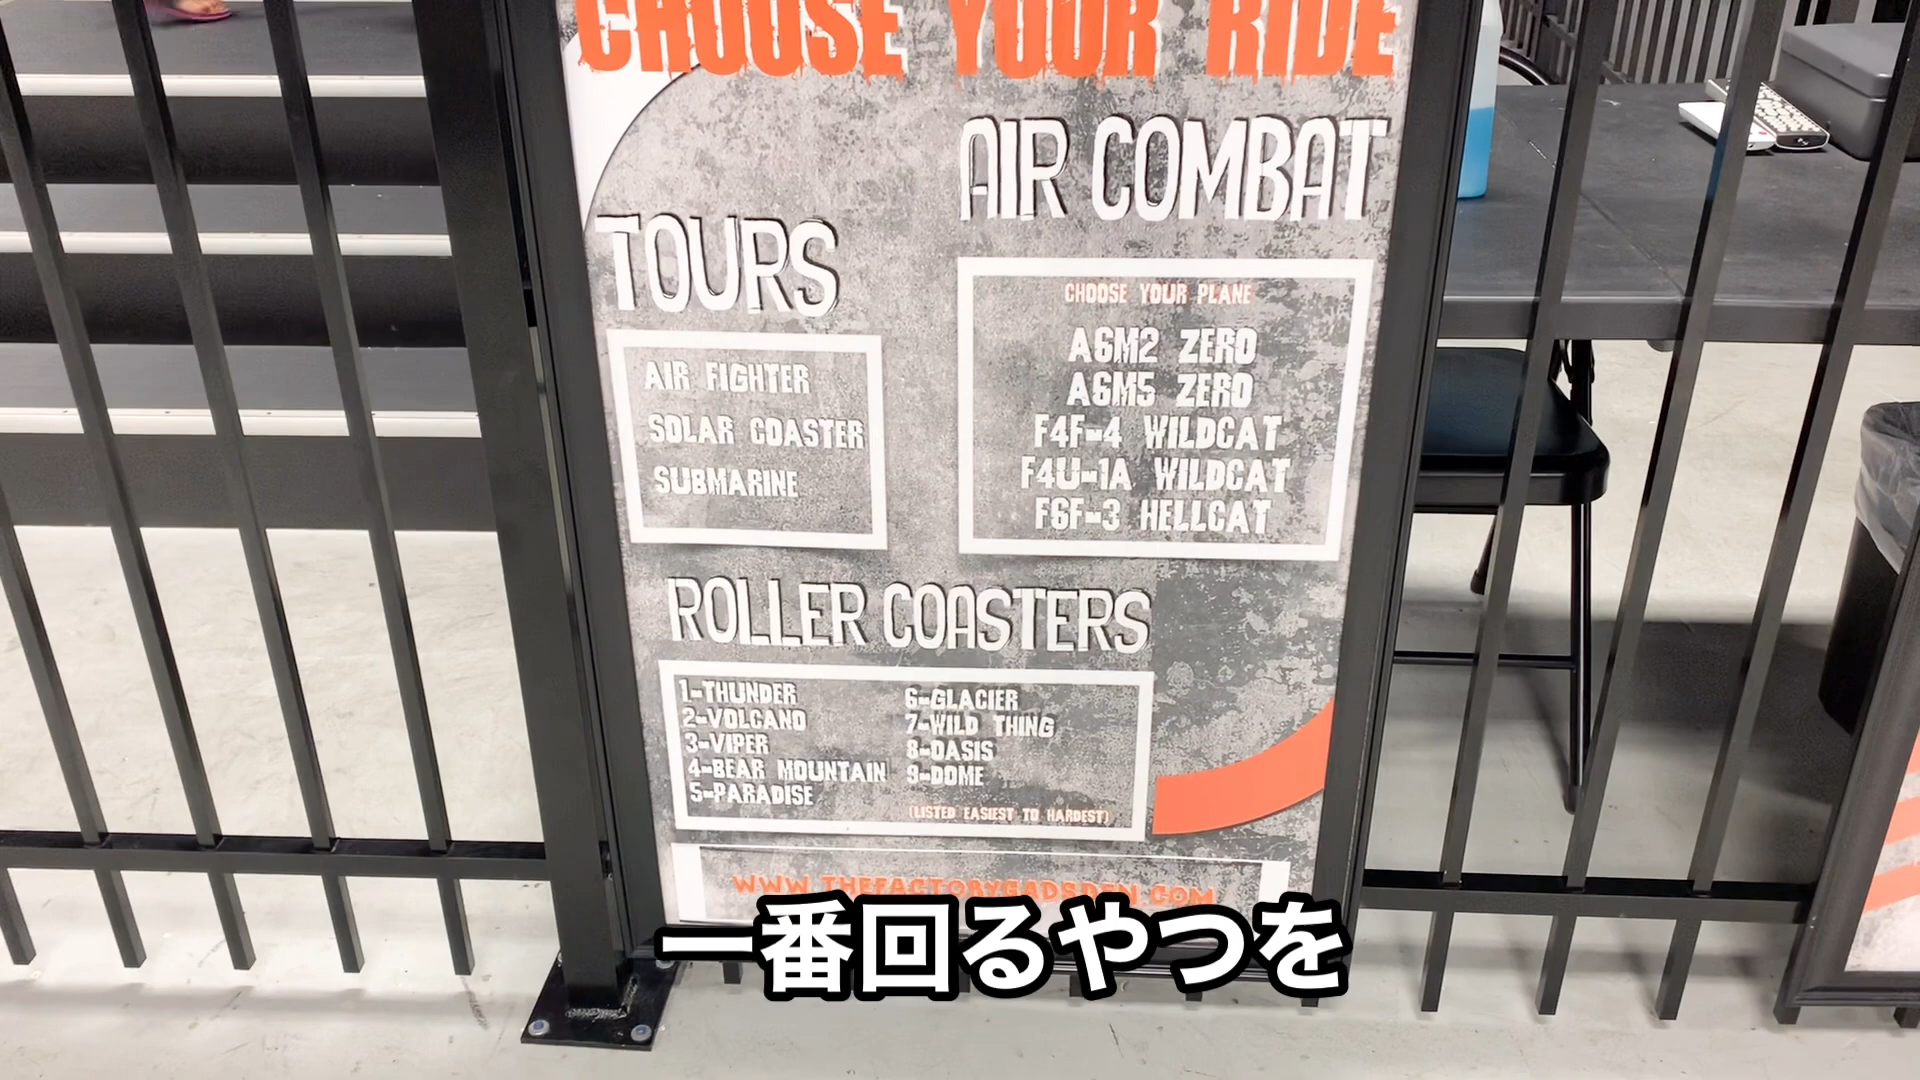 CHOOSE YOUR RIDE
AIR COMBAT
TOURS
CHOOSE YOUR PLANE
A6M2 ZERO
A6M5 ZERO
F4F-4 WILDCAT
F4U-1A WILDCAT
F6F-3 HELLCAT
AIR FIGHTER
SOLAR COASTER
SUBMARINE
ROLLER COASTERS
1-THUNDER
2-VOLCANO
3-VIPER
4-BEAR MOUNTAIN
5-PARADISE
6-GLACIER
7-WILD THING
8-OASIS
9-DOME
(LISTED EASIEST TO HARDEST)
WWW.THEFACTORYGADSDEN.COM
一番回るやつを